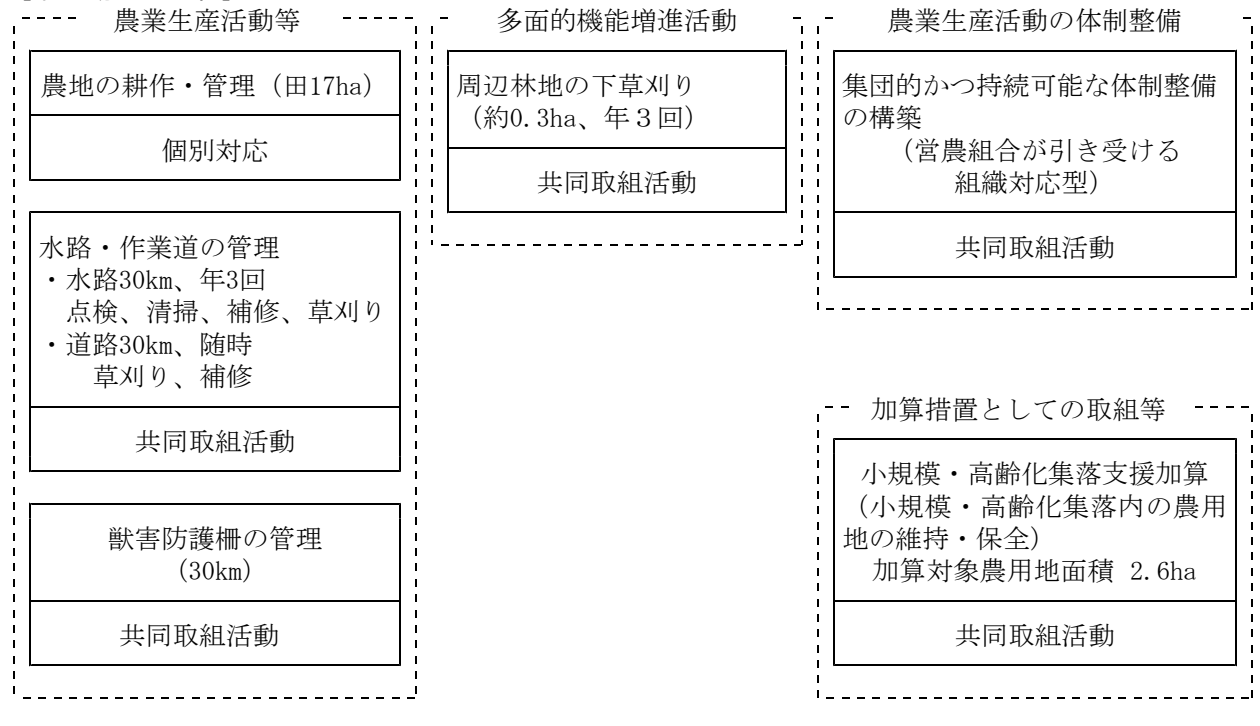 農業生産活動等
農地の耕作・管理（田17ha）
個別対応
水路・作業道の管理
・水路30km、年3回
点検、清掃、補修、草刈り
・道路30km、随時
草刈り、補修
共同取組活動
獣害防護柵の管理
(30km)
共同取組活動
多面的機能増進活動
周辺林地の下草刈り
（約0.3ha、年３回）
共同取組活動
農業生産活動の体制整備
集団的かつ持続可能な体制整備
の構築
（営農組合が引き受ける
組織対応型）
共同取組活動
加算措置としての取組等
小規模・高齢化集落支援加算
（小規模・高齢化集落内の農用
地の維持・保全）
加算対象農用地面積 2.6ha
共同取組活動